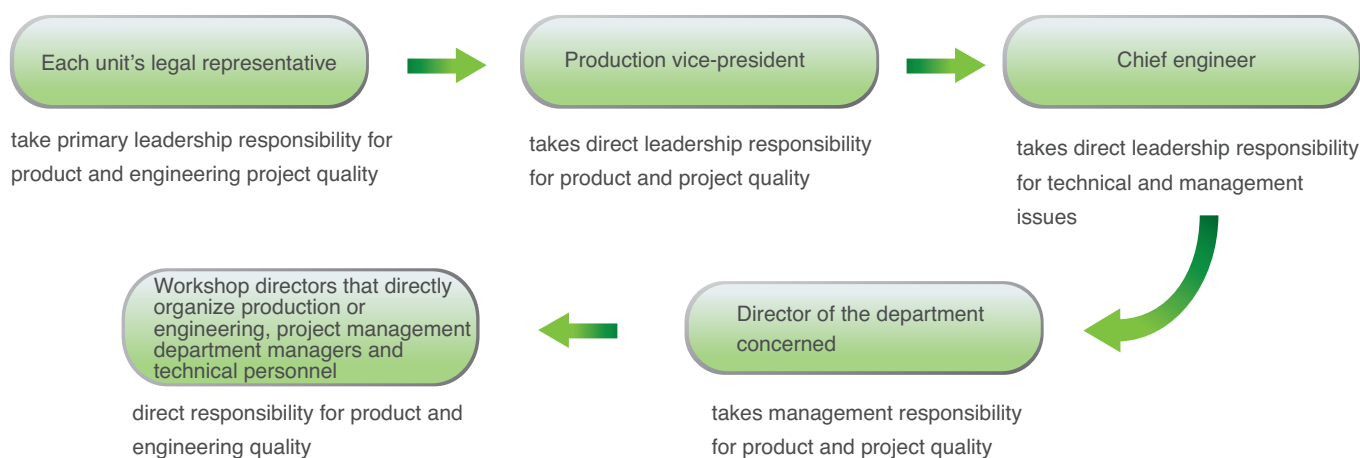 Each unit's legal representative
take primary leadership responsibility for
product and engineering project quality
Production vice-president
takes direct leadership responsibility
for product and project quality
Chief engineer
takes direct leadership responsibility
for technical and management
issues
Director of the department
concerned
takes management responsibility
for product and project quality
Workshop directors that directly
organize production or
engineering, project management
department managers and
technical personnel
direct responsibility for product and
engineering quality